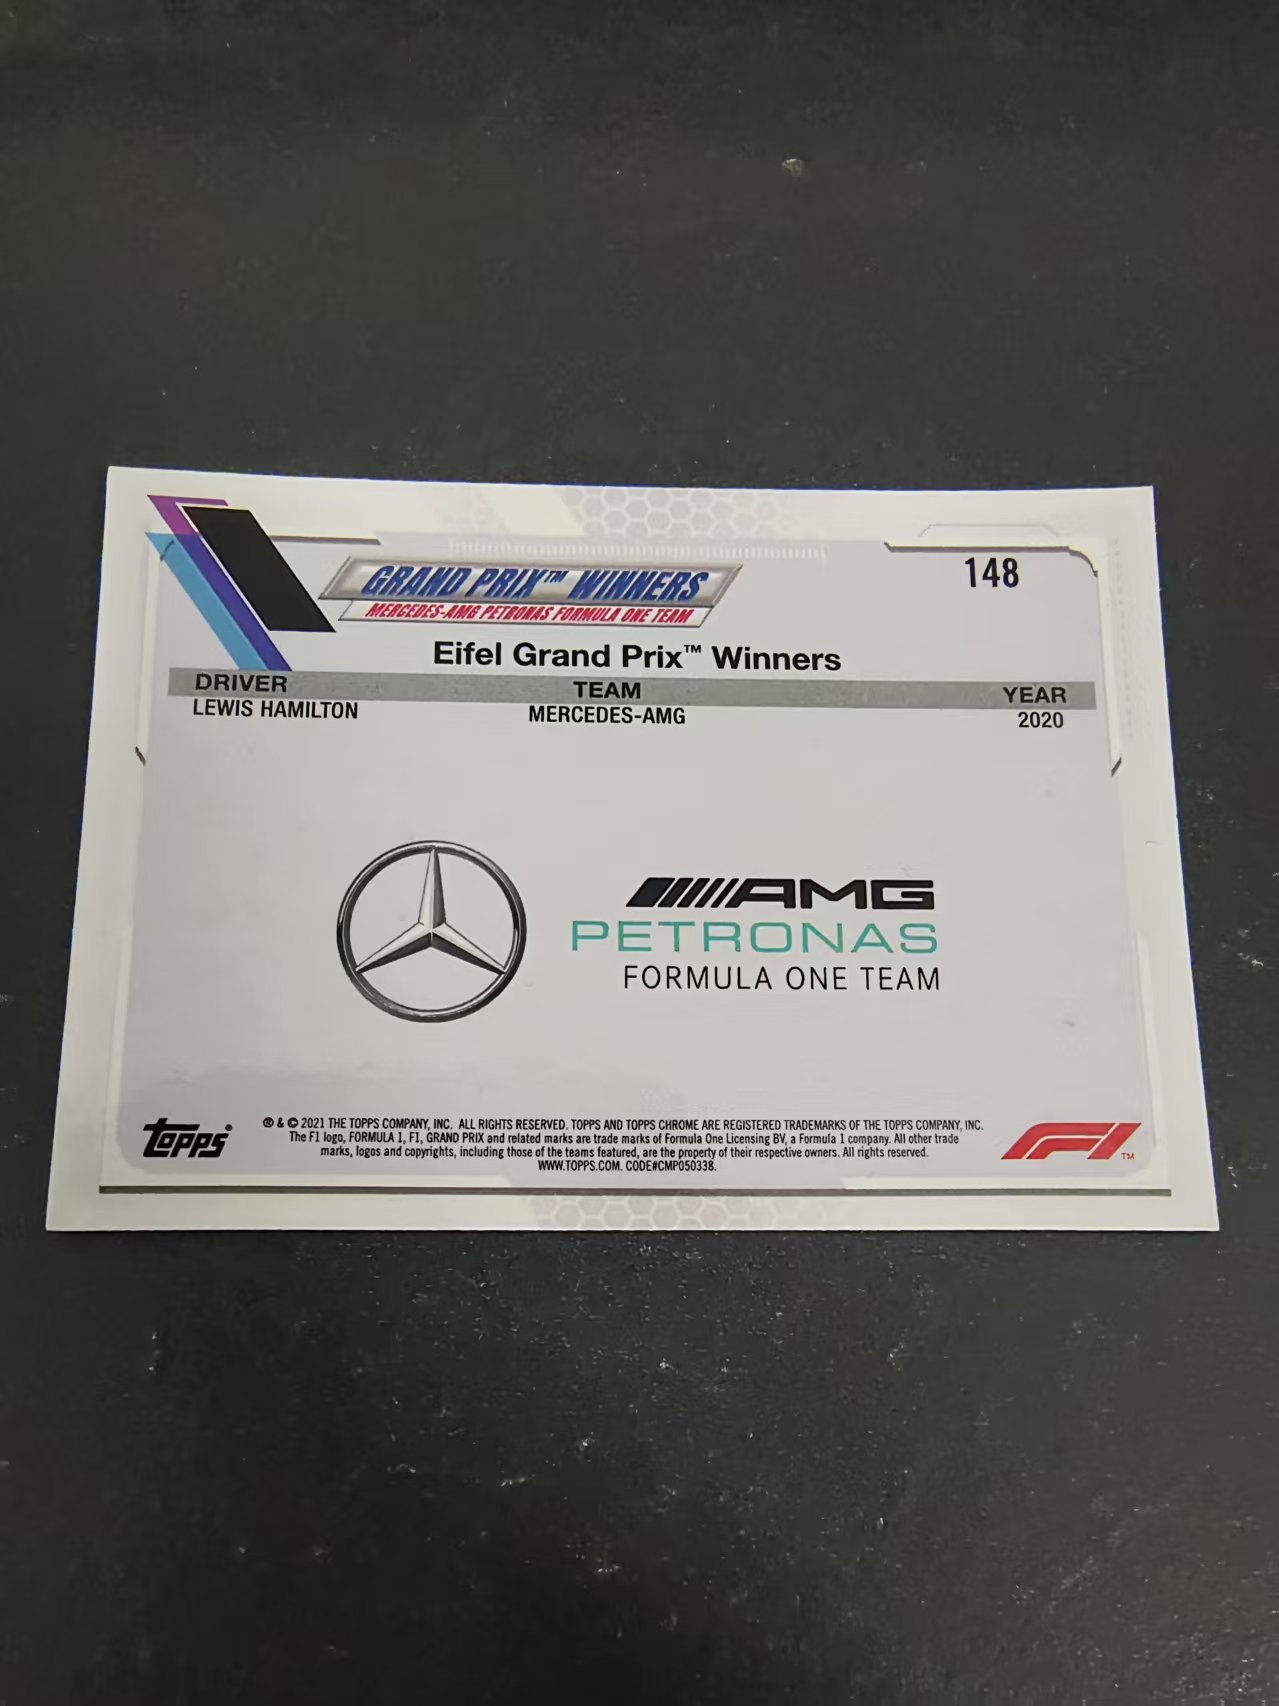 148
GRAND PRIX™ WINNERS
MERCEDES-AMG PETRONAS FORMULA ONE TEAM
Eifel Grand Prix™ Winners
DRIVER TEAM YEAR
LEWIS HAMILTON MERCEDES-AMG 2020
AMG
PETRONAS
FORMULA ONE TEAM
topps®
® & © 2021 THE TOPPS COMPANY, INC. ALL RIGHTS RESERVED. TOPPS AND TOPPS CHROME ARE REGISTERED TRADEMARKS OF THE TOPPS COMPANY, INC.
The F1 logo, FORMULA 1, F1, GRAND PRIX and related marks are trade marks of Formula One Licensing BV, a Formula 1 company. All other trade
marks, logos and copyrights, including those of the teams featured, are the property of their respective owners. All rights reserved.
WWW.TOPPS.COM. CODE#CMP050338.
F1™